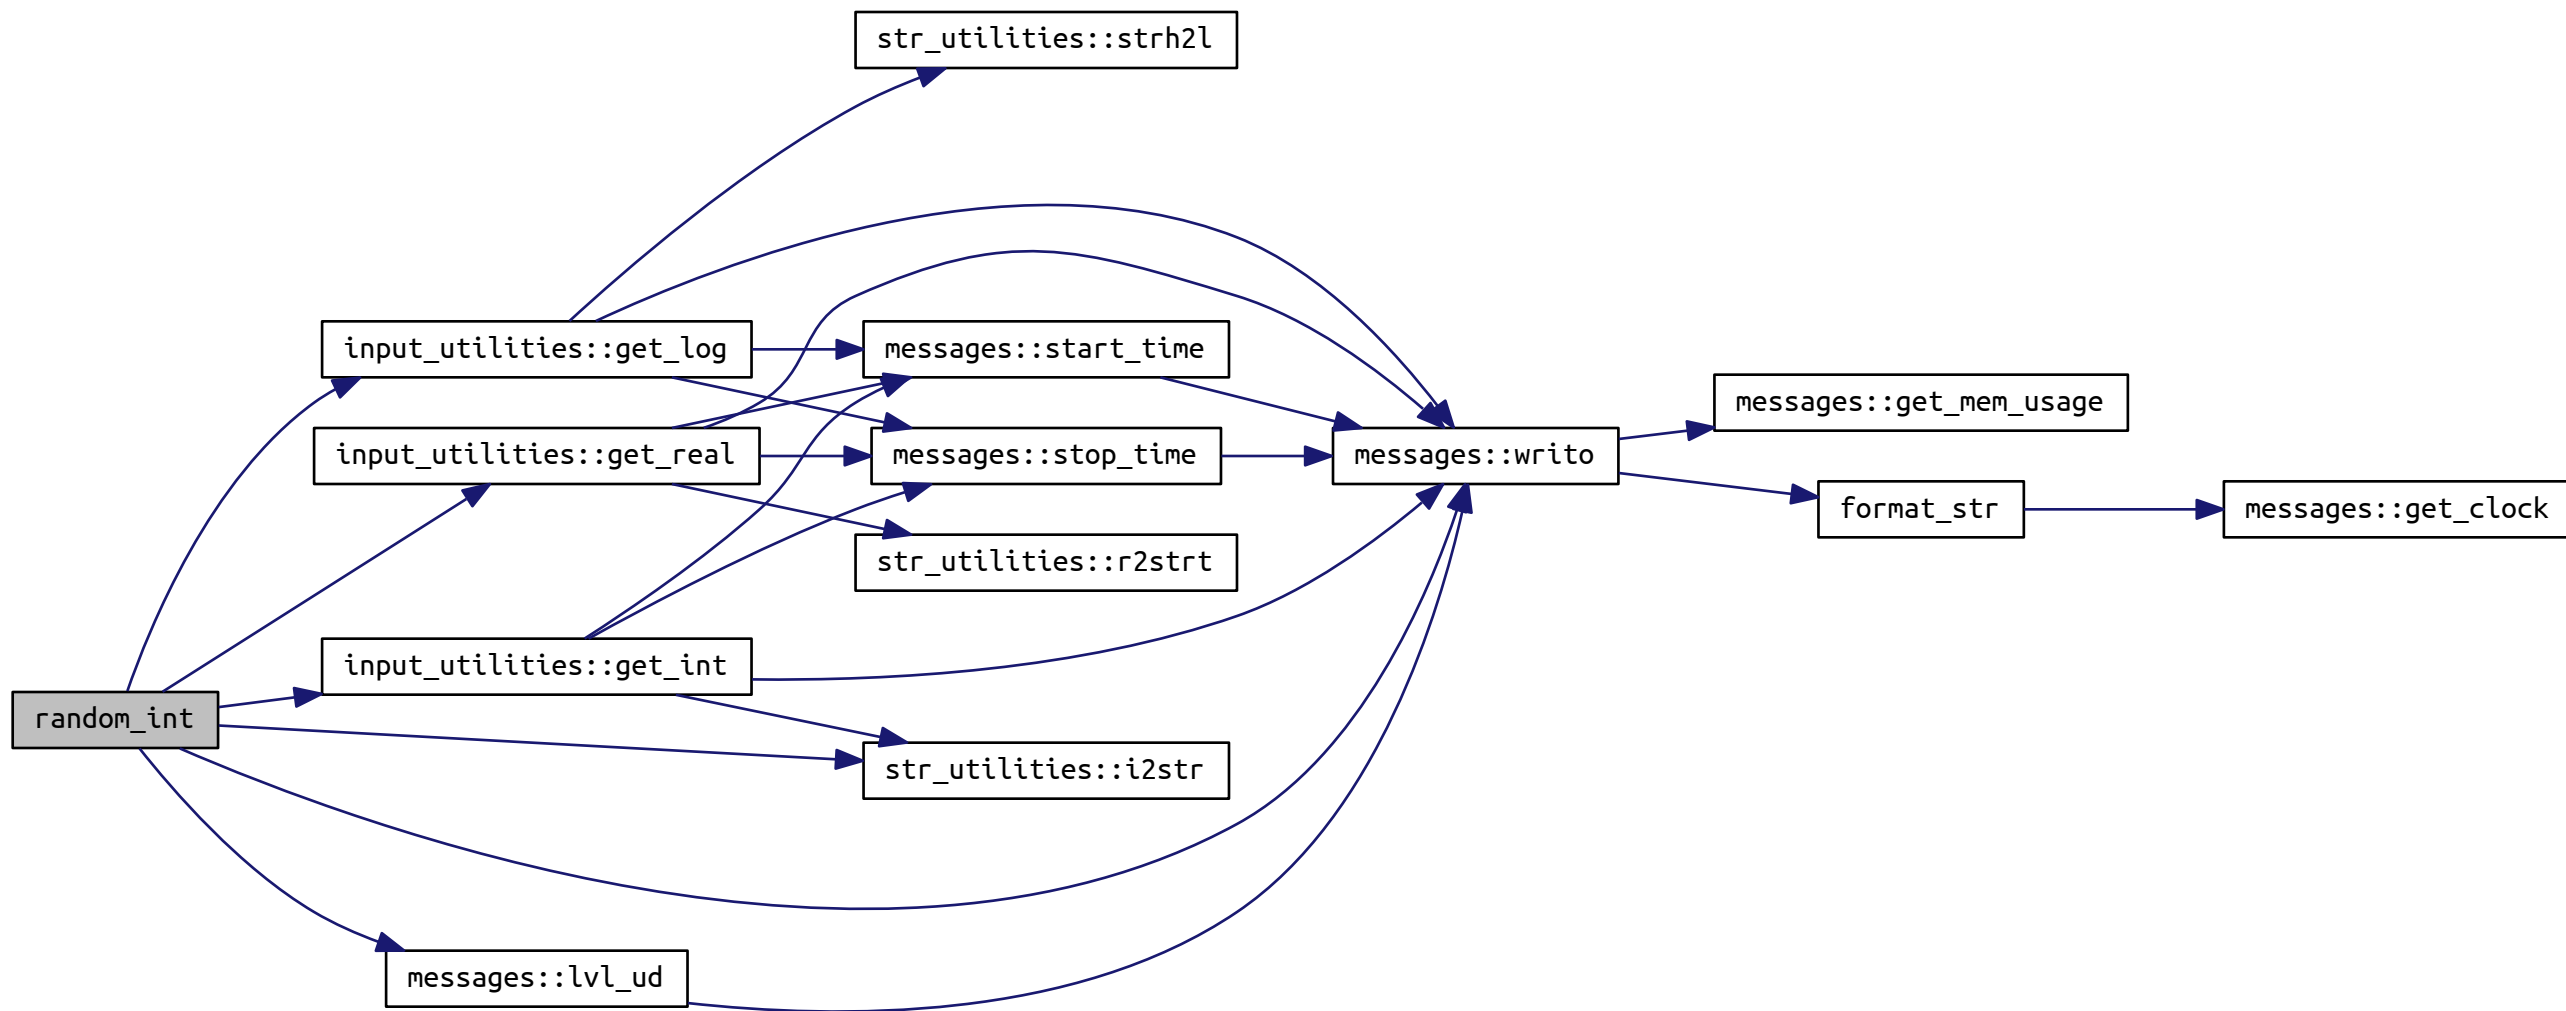 str_utilities::strh2l
input_utilities::get_log
messages::start_time
messages::get_mem_usage
input_utilities::get_real
messages::stop_time
messages::writo
format_str
messages::get_clock
str_utilities::r2strt
input_utilities::get_int
random_int
str_utilities::i2str
messages::lvl_ud